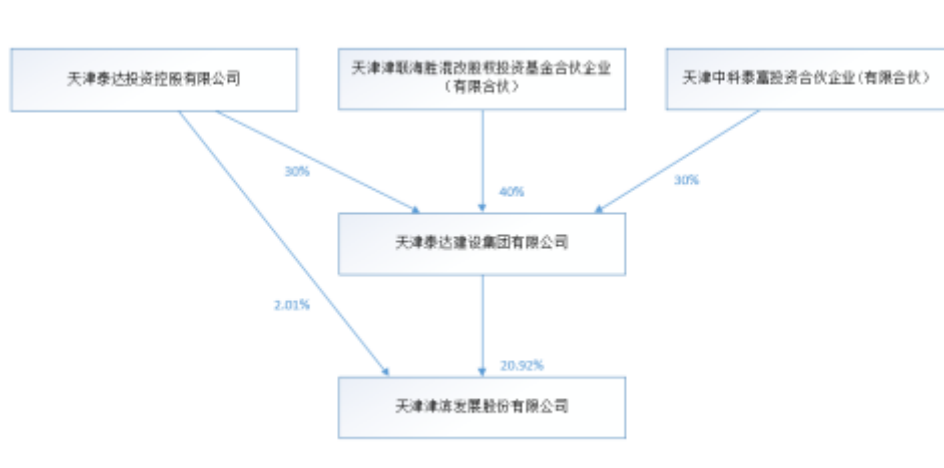 天津泰达投资控股有限公司
天津津联海胜混改股权投资基金合伙企业
（有限合伙）
天津中科泰富投资合伙企业(有限合伙)
30%
40%
30%
天津泰达建设集团有限公司
2.01%
20.92%
天津津滨发展股份有限公司